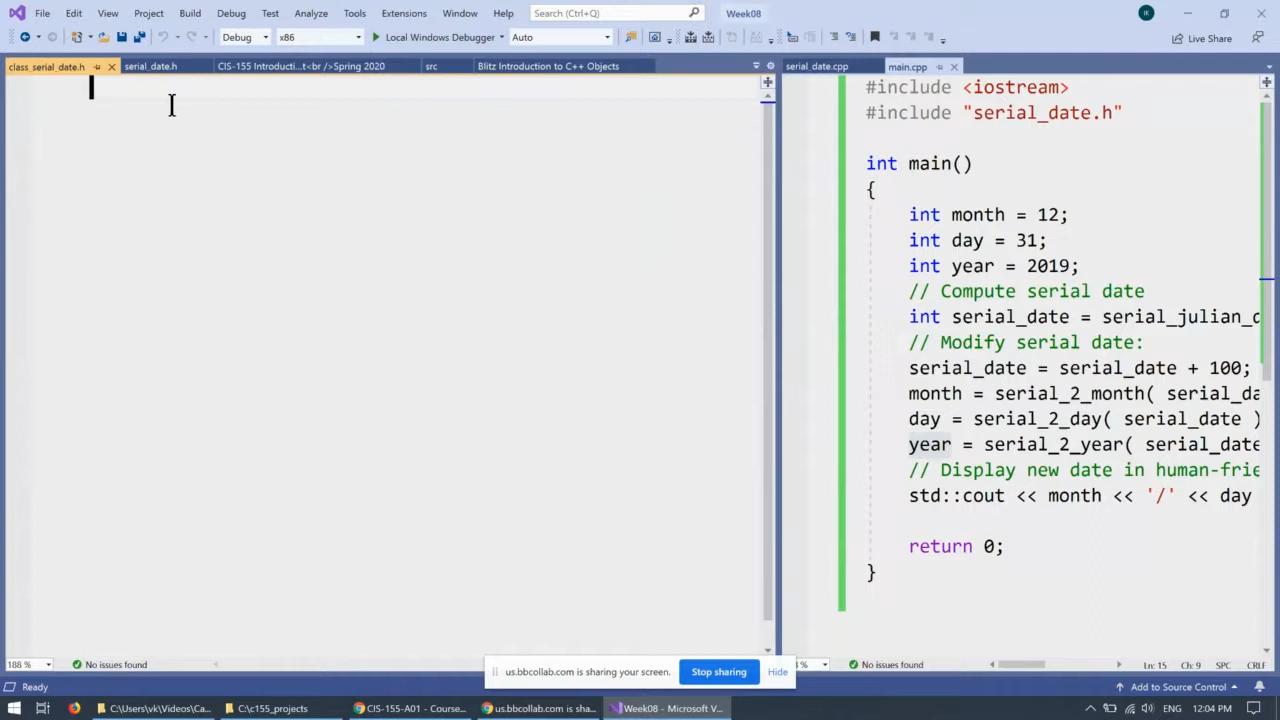 File Edit View Project Build Debug Test Analyze Tools Extensions Window Help Search (Ctrl+Q) Week08 IK
Debug x86 Local Windows Debugger Auto Live Share
class_serial_date.h serial_date.h CIS-155 Introducti...t<br />Spring 2020 src Blitz Introduction to C++ Objects serial_date.cpp main.cpp
#include <iostream>
#include "serial_date.h"
int main()
{
int month = 12;
int day = 31;
int year = 2019;
// Compute serial date
int serial_date = serial_julian_d
// Modify serial date:
serial_date = serial_date + 100;
month = serial_2_month( serial_da
day = serial_2_day( serial_date )
year = serial_2_year( serial_date
// Display new date in human-frie
std::cout << month << '/' << day
return 0;
}
188 % No issues found % No issues found Ln: 15 Ch: 9 SPC CRLF
us.bbcollab.com is sharing your screen. Stop sharing Hide
Ready Add to Source Control
C:\Users\vk\Videos\Ca... C:\c155_projects CIS-155-A01 - Course... us.bbcollab.com is sha... Week08 - Microsoft V... ENG 12:04 PM